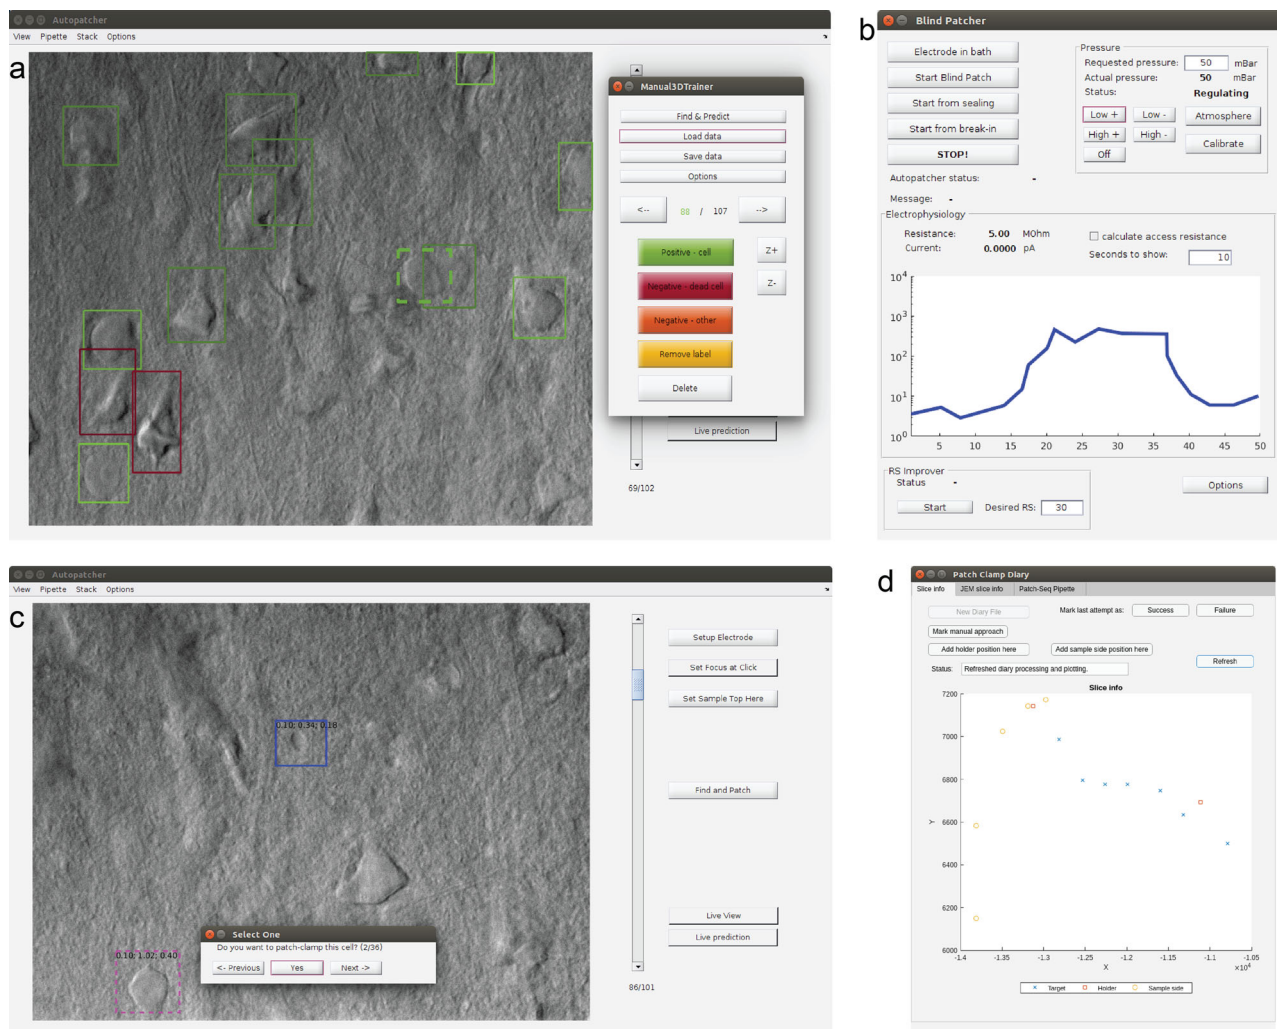 a
Autopatcher
View Pipette Stack Options
Manual3DTrainer
Find & Predict
Load data
Save data
Options
<-- 88 / 107 -->
Positive - cell
Z+
Negative - dead cell
Z-
Negative - other
Remove label
Delete
Live prediction
69/102
b
Blind Patcher
Electrode in bath
Start Blind Patch
Start from sealing
Start from break-in
STOP!
Pressure
Requested pressure: 50 mBar
Actual pressure: 50 mBar
Status: Regulating
Low + Low - Atmosphere
High + High - Calibrate
Off
Autopatcher status: -
Message: -
Electrophysiology
Resistance: 5.00 MOhm
Current: 0.0000 pA
calculate access resistance
Seconds to show: 10
10^4
10^3
10^2
10^1
10^0
5 10 15 20 25 30 35 40 45 50
RS Improver
Status -
Start Desired RS: 30
Options
c
Autopatcher
View Pipette Stack Options
Setup Electrode
Set Focus at Click
Set Sample Top Here
0.10; 0.34; 0.18
Find and Patch
Live View
Live prediction
86/101
Select One
Do you want to patch-clamp this cell? (2/36)
<- Previous Yes Next ->
0.10; 1.02; 0.40
d
Patch Clamp Diary
Slice info JEM slice info Patch-Seq Pipette
New Diary File Mark last attempt as: Success Failure
Mark manual approach
Add holder position here Add sample side position here
Refresh
Status: Refreshed diary processing and plotting.
Slice info
7200
7000
6800
6600
6400
6200
6000
Y
-1.4 -1.35 -1.3 -1.25 -1.2 -1.15 -1.1 -1.05
X
×10^4
Target Holder Sample side